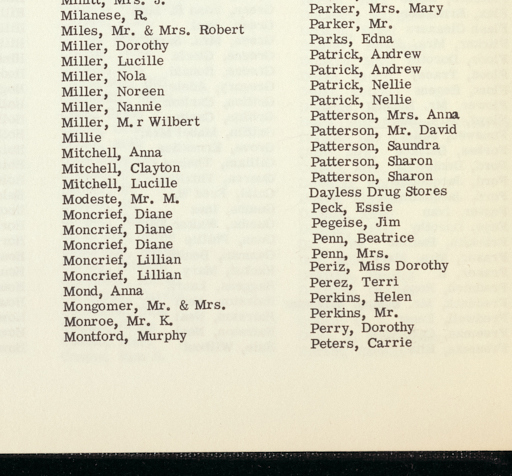 Milanese, R.
Miles, Mr. & Mrs. Robert
Miller, Dorothy
Miller, Lucille
Miller, Nola
Miller, Noreen
Miller, Nannie
Miller, M. r Wilbert
Millie
Mitchell, Anna
Mitchell, Clayton
Mitchell, Lucille
Modeste, Mr. M.
Moncrief, Diane
Moncrief, Diane
Moncrief, Diane
Moncrief, Lillian
Moncrief, Lillian
Mond, Anna
Mongomer, Mr. & Mrs.
Monroe, Mr. K.
Montford, Murphy
Parker, Mrs. Mary
Parker, Mr.
Parks, Edna
Patrick, Andrew
Patrick, Andrew
Patrick, Nellie
Patrick, Nellie
Patterson, Mrs. Anna
Patterson, Mr. David
Patterson, Saundra
Patterson, Sharon
Patterson, Sharon
Dayless Drug Stores
Peck, Essie
Pegeise, Jim
Penn, Beatrice
Penn, Mrs.
Periz, Miss Dorothy
Perez, Terri
Perkins, Helen
Perkins, Mr.
Perry, Dorothy
Peters, Carrie